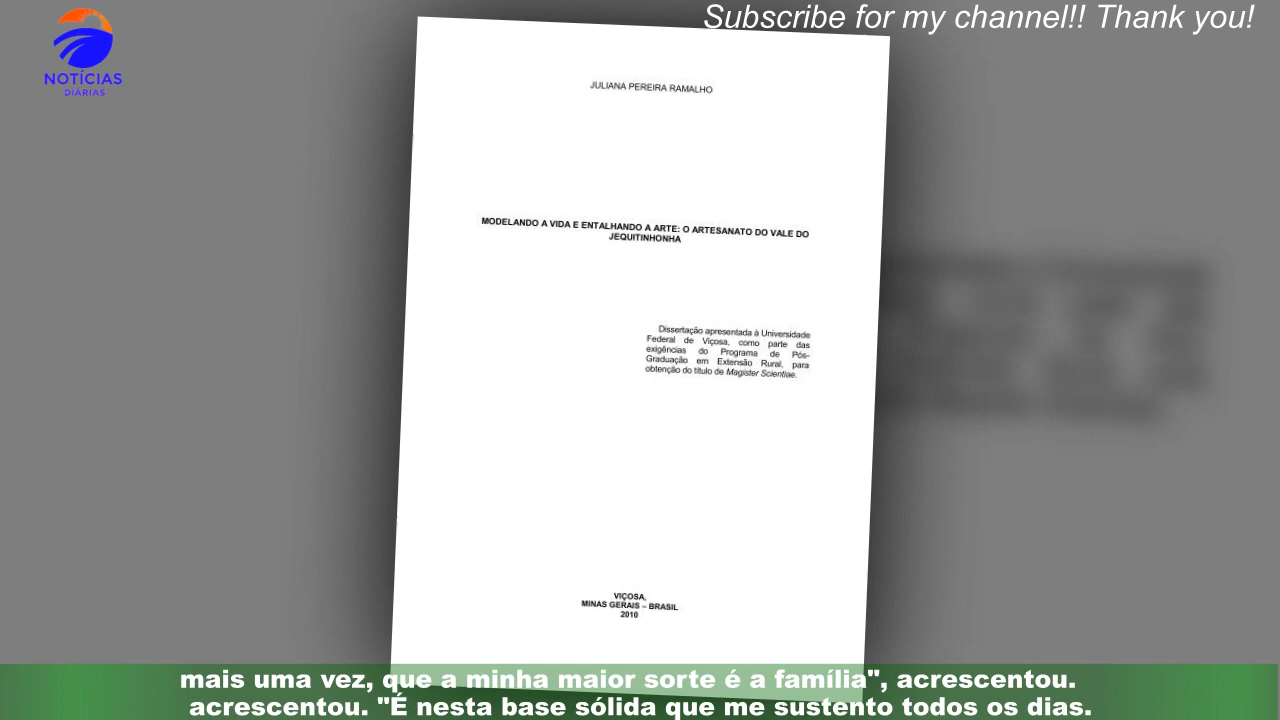 Subscribe for my channel!! Thank you!
NOTÍCIAS
DIÁRIAS
JULIANA PEREIRA RAMALHO
MODELANDO A VIDA E ENTALHANDO A ARTE: O ARTESANATO DO VALE DO
JEQUITINHONHA
Dissertação apresentada à Universidade
Federal de Viçosa, como parte das
exigências do Programa de Pós-
Graduação em Extensão Rural, para
obtenção do título de Magister Scientiae.
VIÇOSA,
MINAS GERAIS – BRASIL
2010
mais uma vez, que a minha maior sorte é a família", acrescentou.
acrescentou. "É nesta base sólida que me sustento todos os dias.